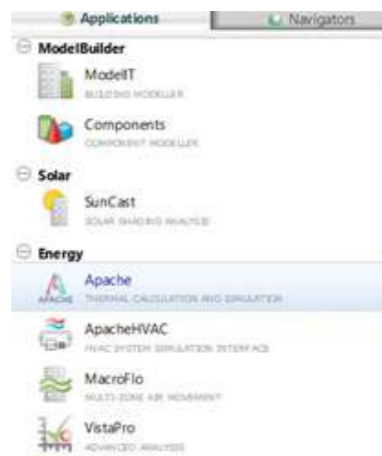 Applications Navigators
ModelBuilder
ModelIT
BUILDING MODELLER
Components
COMPONENT MODELLER
Solar
SunCast
SOLAR SHADING ANALYSIS
Energy
Apache
APACHE THERMAL CALCULATION AND SIMULATION
ApacheHVAC
HVAC SYSTEM SIMULATION INTERFACE
MacroFlo
MULTI-ZONE AIR MOVEMENT
VistaPro
ADVANCED ANALYSIS